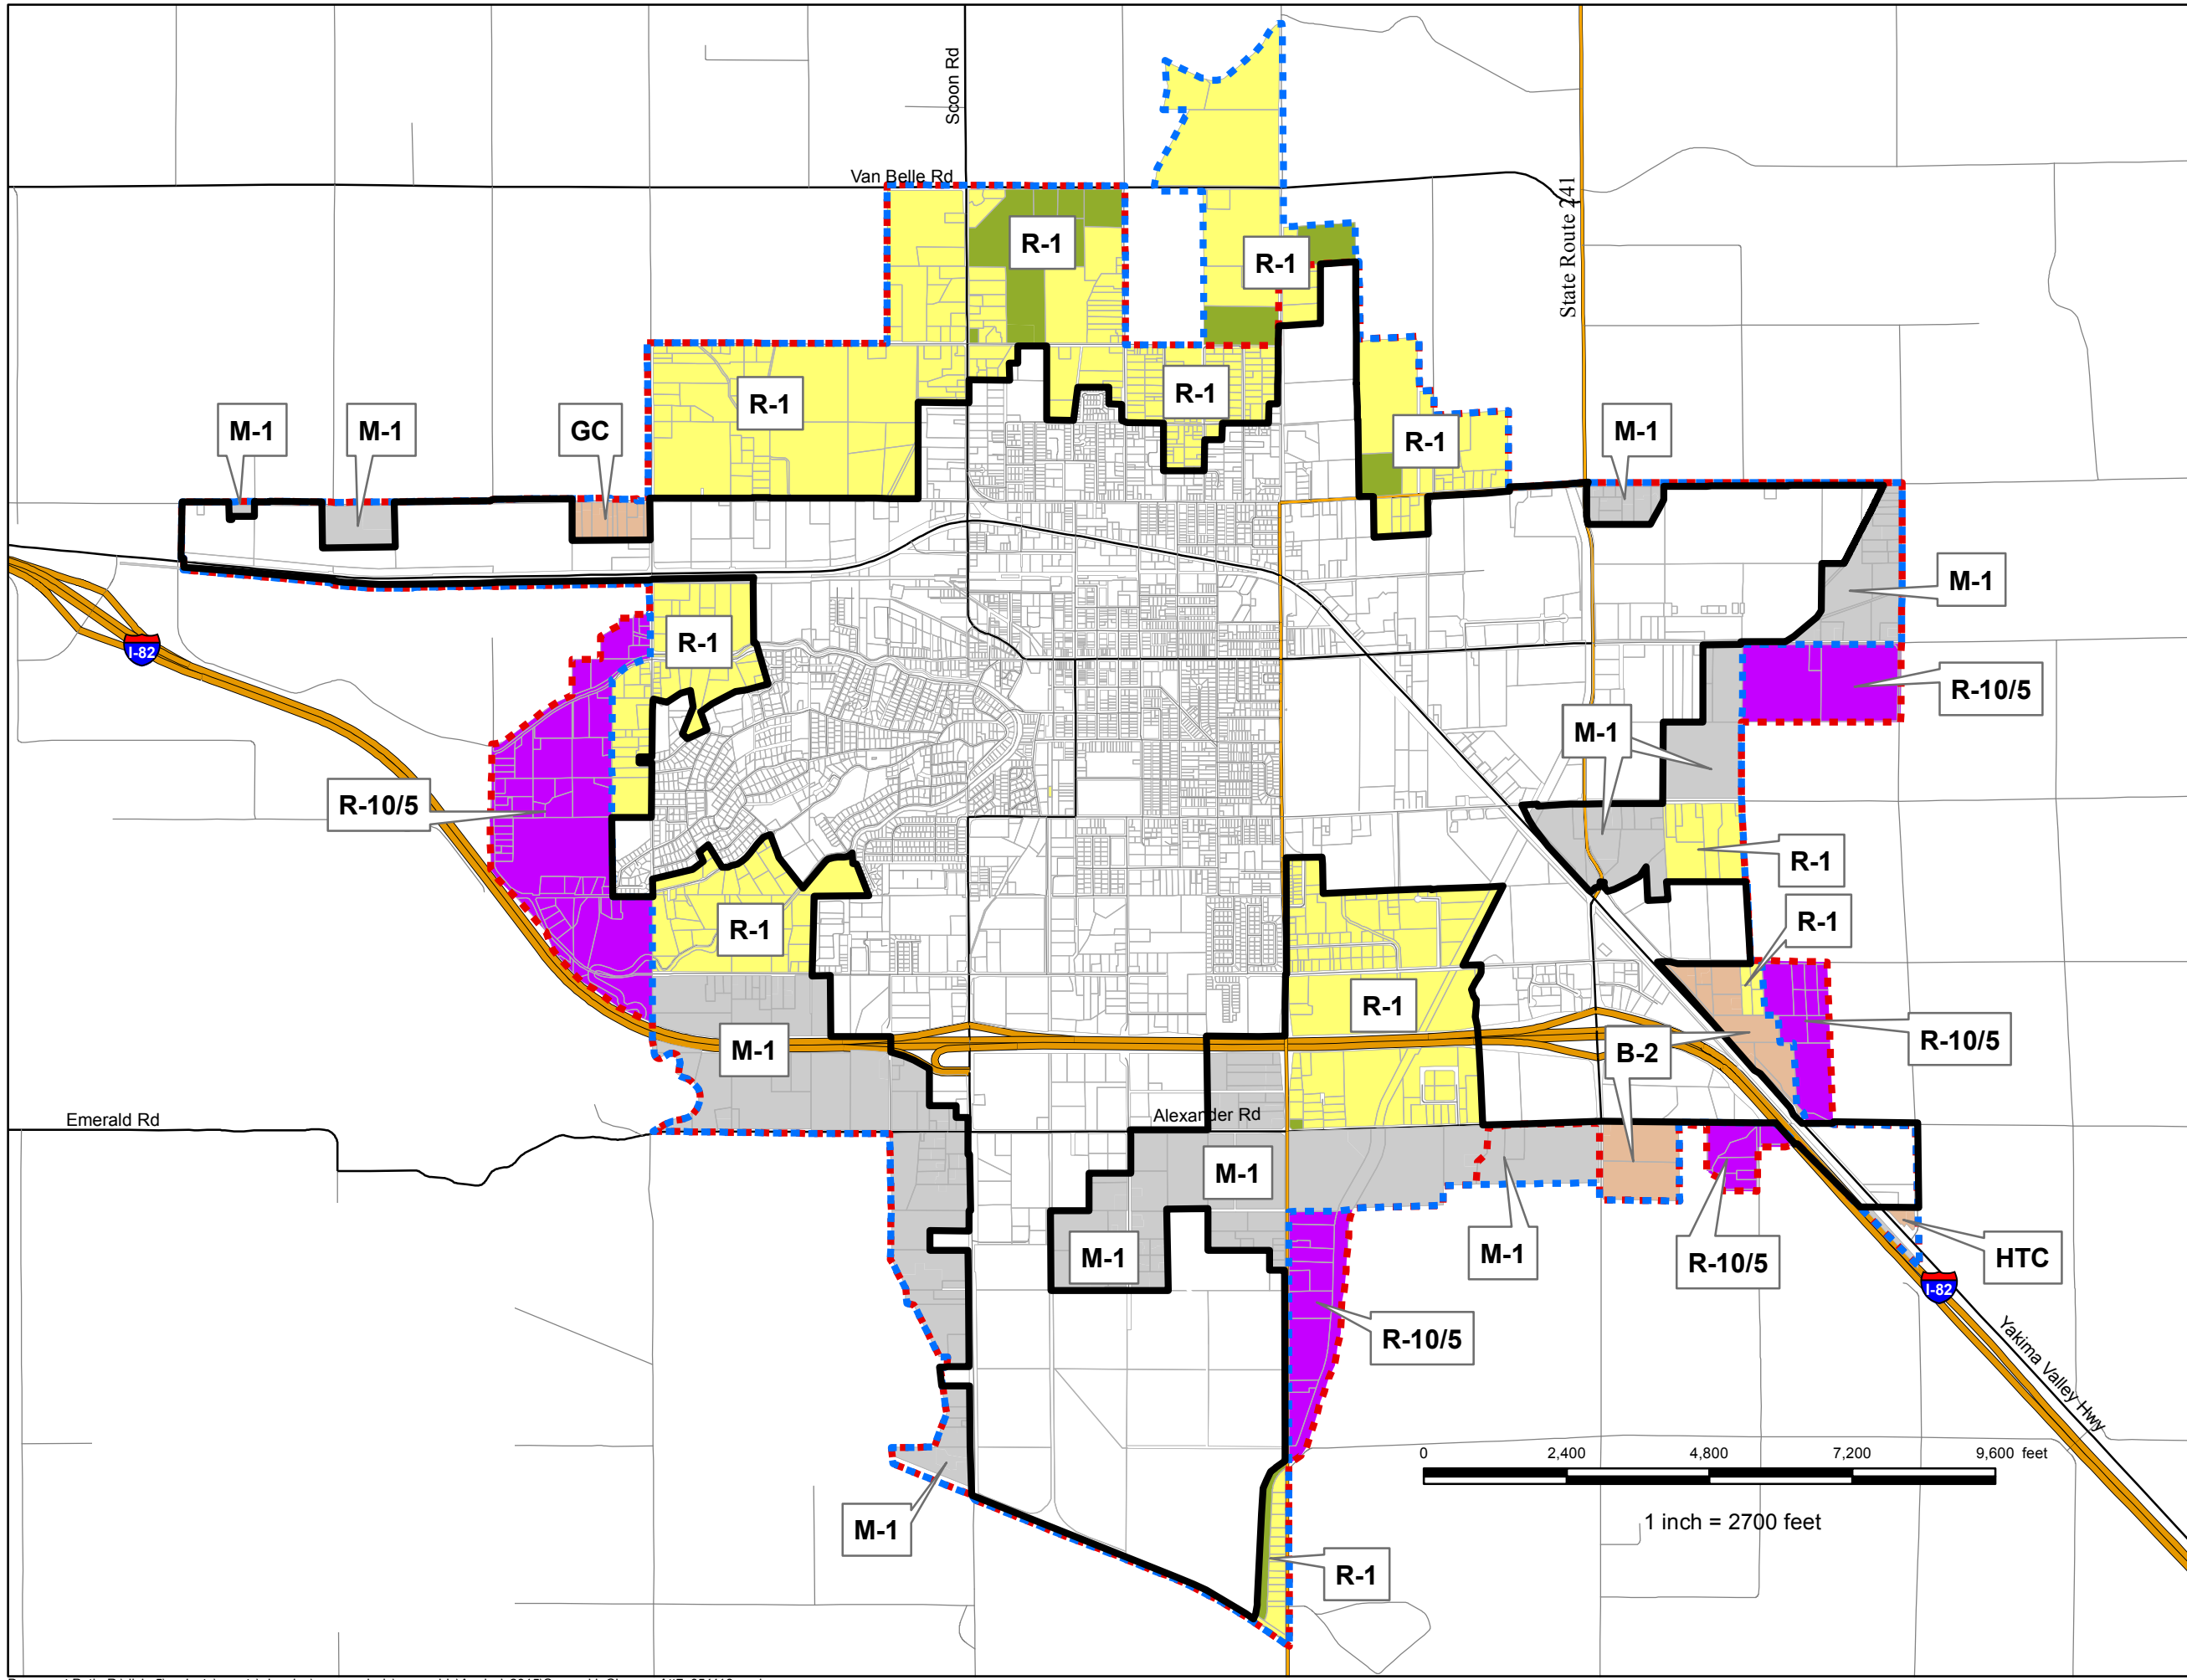 Scoon Rd
Van Belle Rd
State Route 241
R-1
R-1
R-1
R-1
R-1
M-1
M-1
GC
M-1
M-1
R-1
I-82
R-10/5
M-1
R-10/5
R-1
R-1
R-1
R-1
M-1
B-2
R-10/5
Emerald Rd
Alexander Rd
M-1
M-1
M-1
R-10/5
HTC
I-82
R-10/5
Yakima Valley Hwy
0 2,400 4,800 7,200 9,600 feet
1 inch = 2700 feet
M-1
R-1